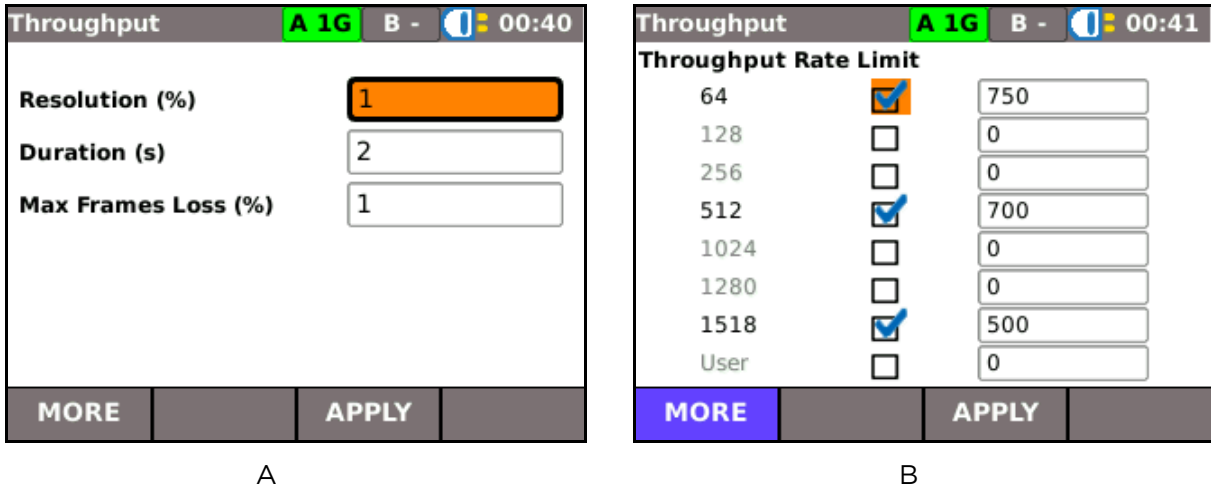 Throughput A 1G B - 00:40
Resolution (%) 1
Duration (s) 2
Max Frames Loss (%) 1
MORE APPLY
A
Throughput A 1G B - 00:41
Throughput Rate Limit
64 750
128 0
256 0
512 700
1024 0
1280 0
1518 500
User 0
MORE APPLY
B